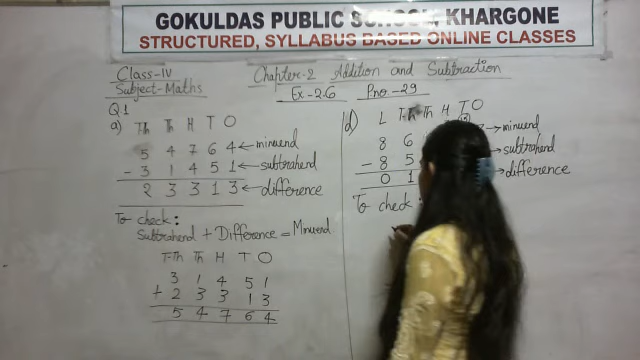 GOKULDAS PUBLIC SCHOOL, KHARGONE
STRUCTURED, SYLLABUS BASED ONLINE CLASSES
Class-IV
Subject-Maths
Chapter-2 Addition and Subtraction
Ex-2.6 Pno-29
Q1
a) Th Th H T O
5 4 7 6 4 ← minuend
- 3 1 4 5 1 ← subtrahend
2 3 3 1 3 ← difference
To check:
Subtrahend + Difference = Minuend
T-Th Th H T O
3 1 4 5 1
+ 2 3 3 1 3
5 4 7 6 4
d) L T-Th Th H T O
8 6 → minuend
- 8 5 → subtrahend
0 1 → difference
To check :